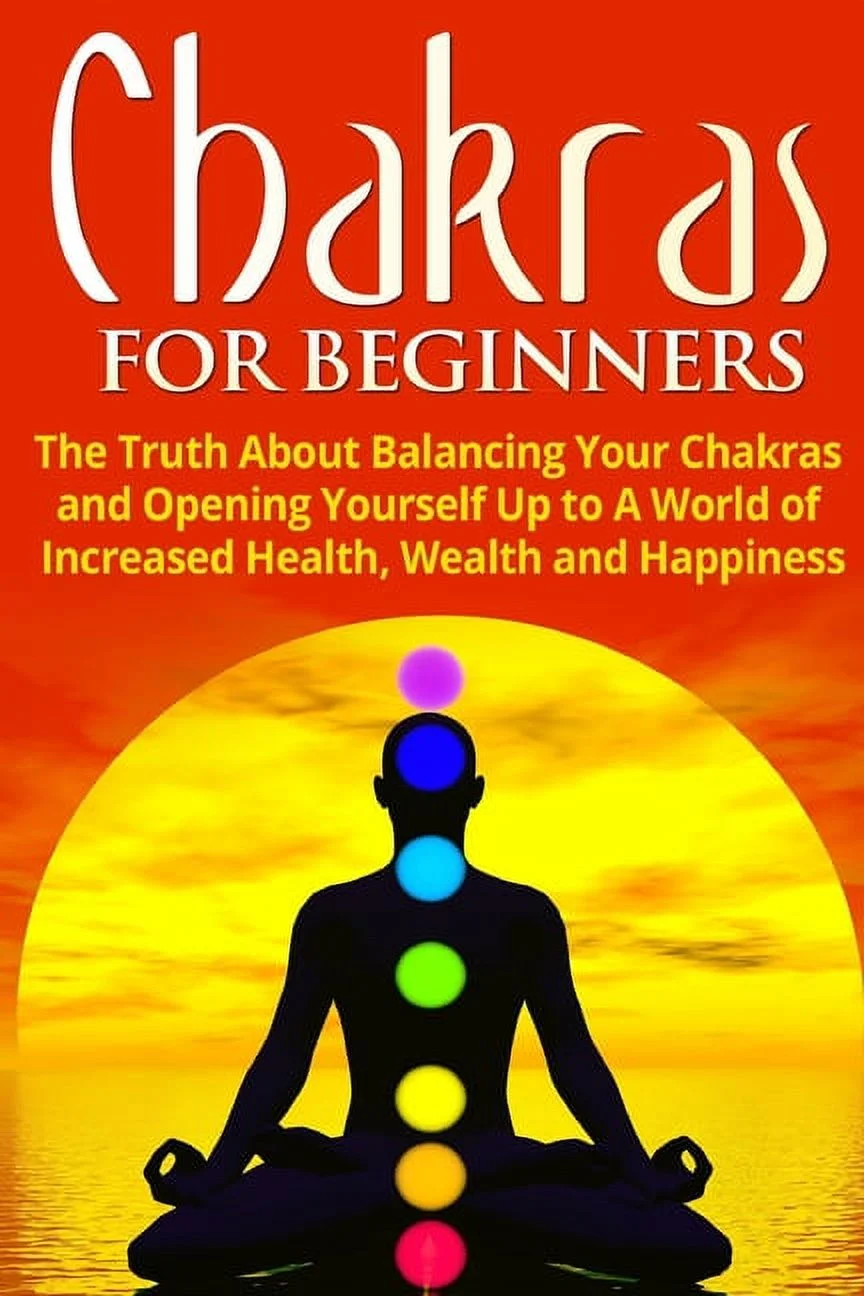 Chakras
FOR BEGINNERS
The Truth About Balancing Your Chakras
and Opening Yourself Up to A World of
Increased Health, Wealth and Happiness